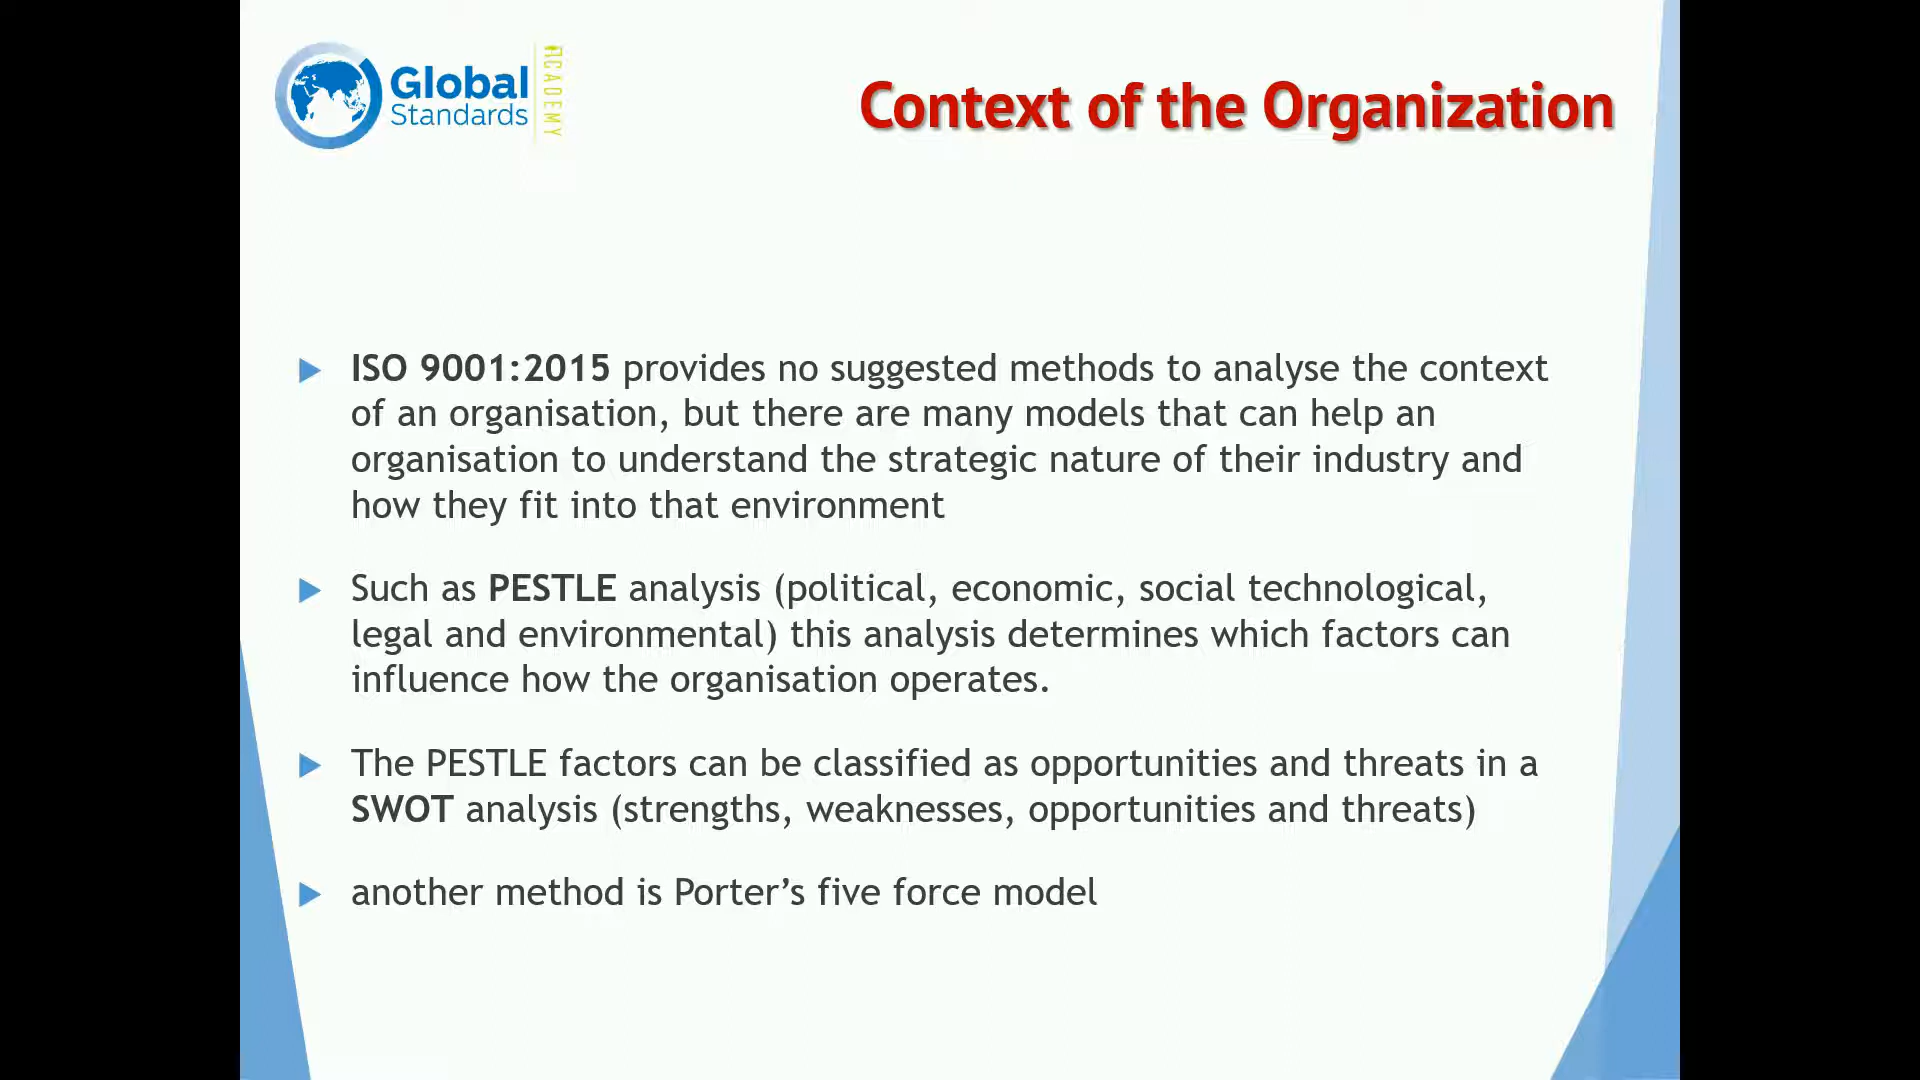 Global
Standards
ACADEMY
Context of the Organization
ISO 9001:2015 provides no suggested methods to analyse the context
of an organisation, but there are many models that can help an
organisation to understand the strategic nature of their industry and
how they fit into that environment
Such as PESTLE analysis (political, economic, social technological,
legal and environmental) this analysis determines which factors can
influence how the organisation operates.
The PESTLE factors can be classified as opportunities and threats in a
SWOT analysis (strengths, weaknesses, opportunities and threats)
another method is Porter’s five force model